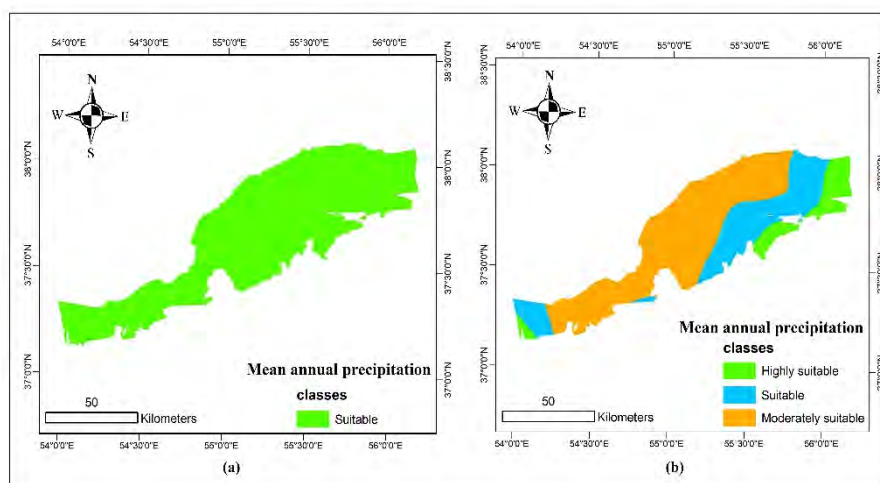 54°0'0"E 54°30'0"E 55°0'0"E 55°30'0"E 56°0'0"E
38°30'0"N
38°0'0"N
37°30'0"N
37°0'0"N
N
W E
S
38°30'0"N
38°0'0"N
37°30'0"N
37°0'0"N
Mean annual precipitation
classes
Suitable
50
Kilometers
54°0'0"E 54°30'0"E 55°0'0"E 55°30'0"E 56°0'0"E
(a)
54°0'0"E 54°30'0"E 55°0'0"E 55°30'0"E 56°0'0"E
N
W E
S
Mean annual precipitation
classes
Highly suitable
Suitable
Moderately suitable
50
Kilometers
54°0'0"E 54°30'0"E 55°0'0"E 55°30'0"E 56°0'0"E
(b)